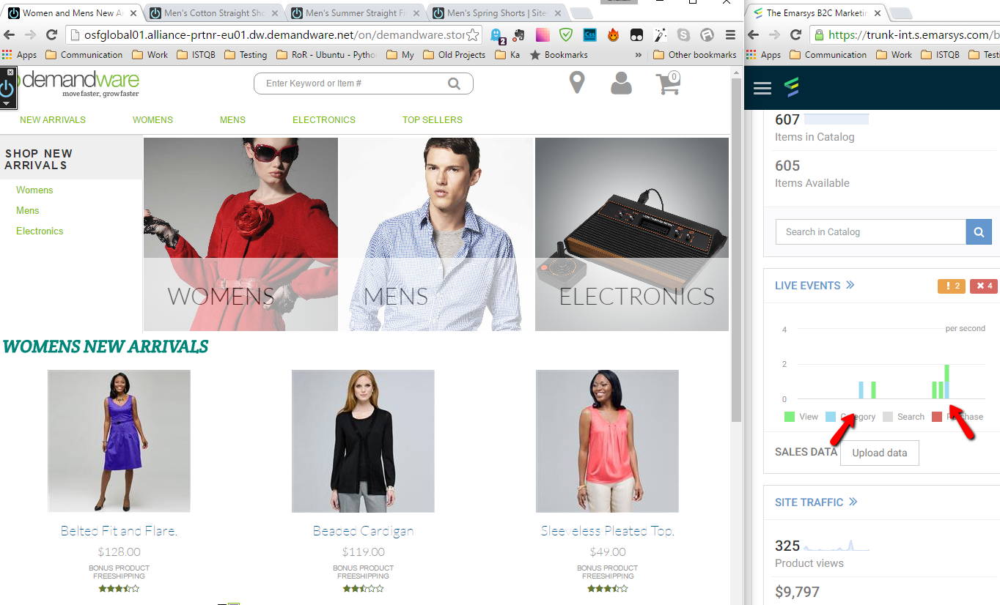 Women and Mens New A
Men's Cotton Straight Sho
Men's Summer Straight Fi
Men's Spring Shorts | Site
osfglobal01.alliance-prtnr-eu01.dw.demandware.net/on/demandware.stor
2
Css
Apps Communication Work ISTQB Testing RoR - Ubuntu - Pytho My Old Projects Ka Bookmarks » Other bookmarks
demandware
move faster, grow faster
Enter Keyword or Item #
0
NEW ARRIVALS WOMENS MENS ELECTRONICS TOP SELLERS
SHOP NEW
ARRIVALS
Womens
Mens
Electronics
WOMENS
MENS
ELECTRONICS
WOMENS NEW ARRIVALS
Belted Fit and Flare.
$128.00
BONUS PRODUCT
FREESHIPPING
Beaded Cardigan
$119.00
BONUS PRODUCT
FREESHIPPING
Sleeveless Pleated Top.
$49.00
BONUS PRODUCT
FREESHIPPING
The Emarsys B2C Marketin
https://trunk-int.s.emarsys.com/b
Apps Communication Work ISTQB Testi
607
Items in Catalog
605
Items Available
Search in Catalog
LIVE EVENTS »
! 2
× 4
per second
4
2
0
View Category Search Purchase
SALES DATA Upload data
SITE TRAFFIC »
325
Product views
$9,797